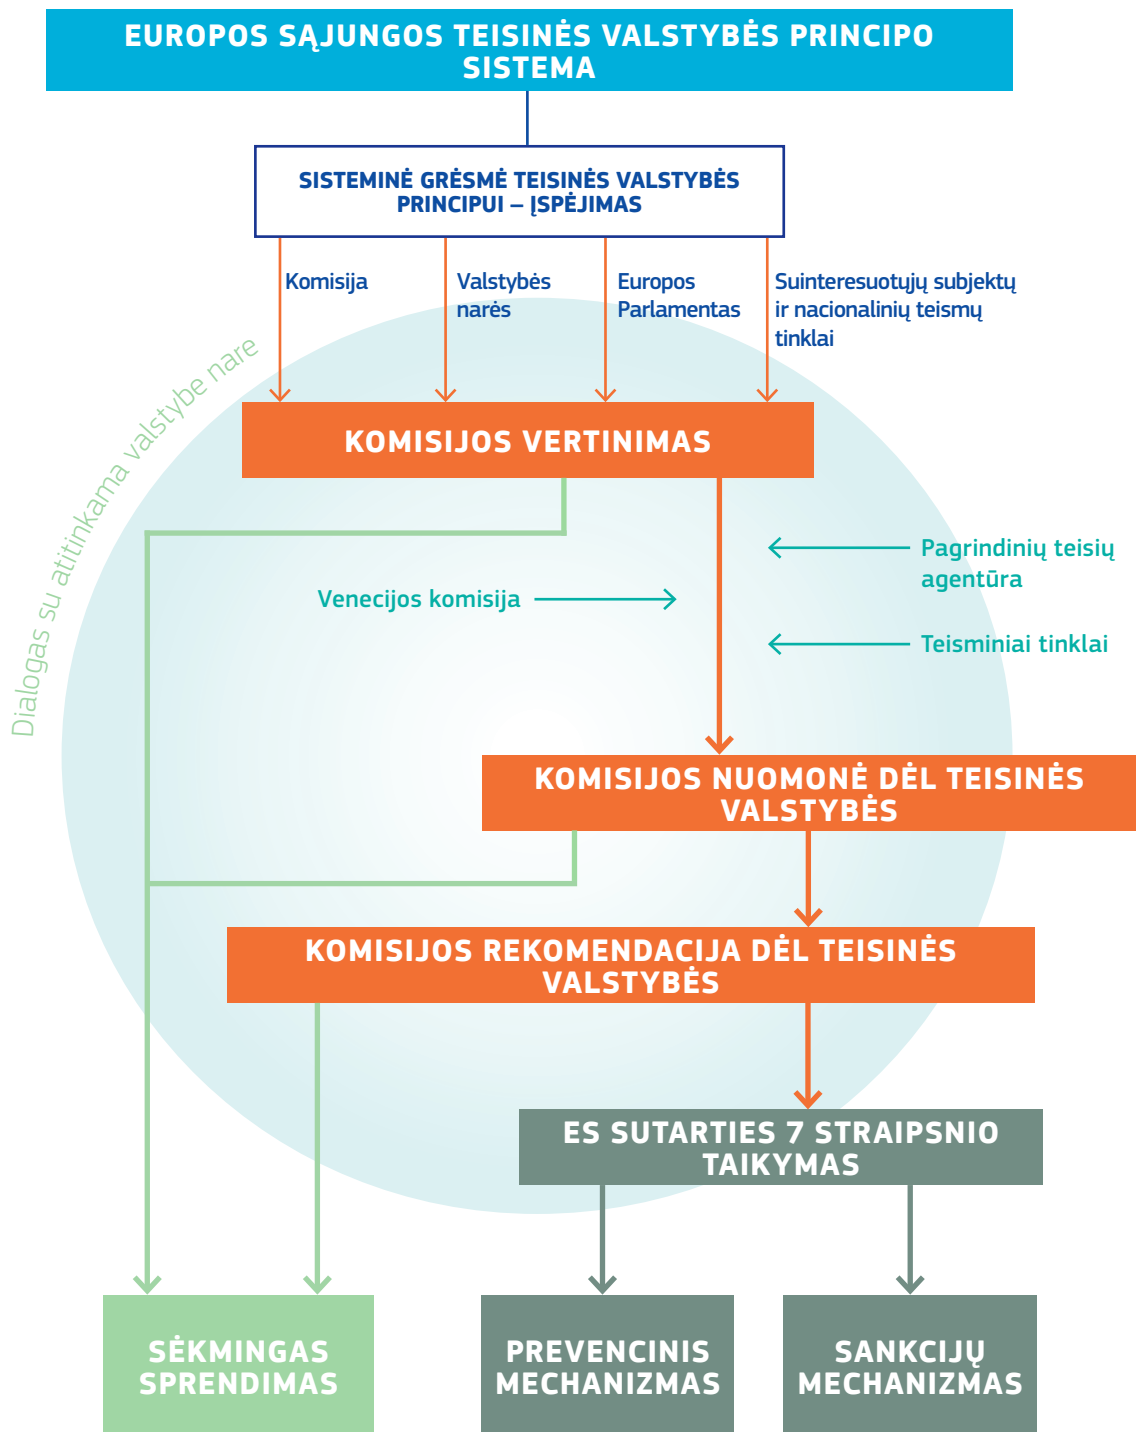 EUROPOS SĄJUNGOS TEISINĖS VALSTYBĖS PRINCIPO
SISTEMA
SISTEMINĖ GRĖSMĖ TEISINĖS VALSTYBĖS
PRINCIPUI – ĮSPĖJIMAS
Komisija
Valstybės
narės
Europos
Parlamentas
Suinteresuotųjų subjektų
ir nacionalinių teismų
tinklai
Dialogas su atitinkama valstybe nare
KOMISIJOS VERTINIMAS
Pagrindinių teisių
agentūra
Venecijos komisija
Teisminiai tinklai
KOMISIJOS NUOMONĖ DĖL TEISINĖS
VALSTYBĖS
KOMISIJOS REKOMENDACIJA DĖL TEISINĖS
VALSTYBĖS
ES SUTARTIES 7 STRAIPSNIO
TAIKYMAS
SĖKMINGAS
SPRENDIMAS
PREVENCINIS
MECHANIZMAS
SANKCIJŲ
MECHANIZMAS